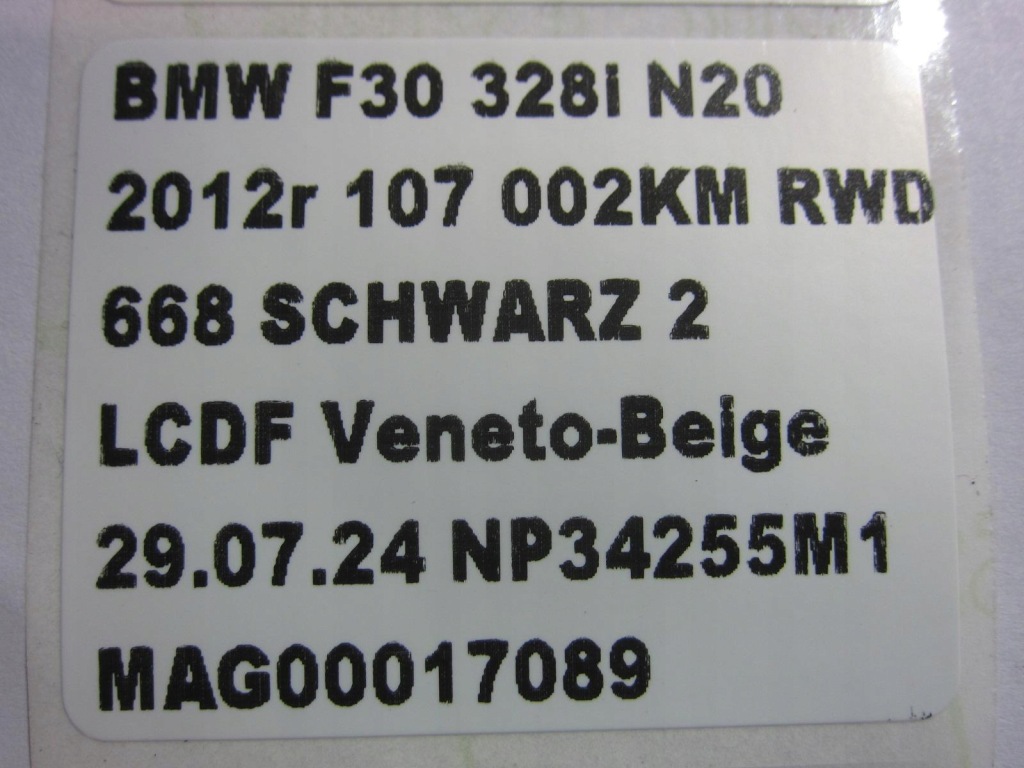 BMW F30 328i N20
2012r 107 002KM RWD
668 SCHWARZ 2
LCDF Veneto-Beige
29.07.24 NP34255M1
MAG00017089